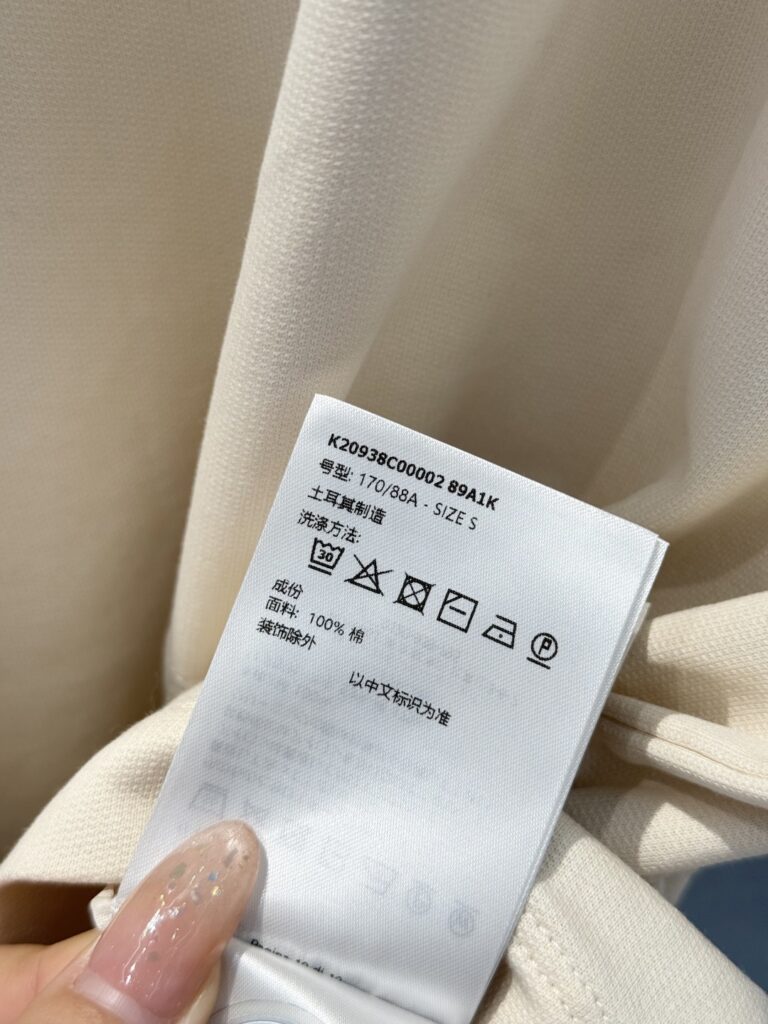 K20938C00002 89A1K
号型: 170/88A - SIZE S
土耳其制造
洗涤方法:
30
P
成份
面料: 100% 棉
装饰除外
以中文标识为准